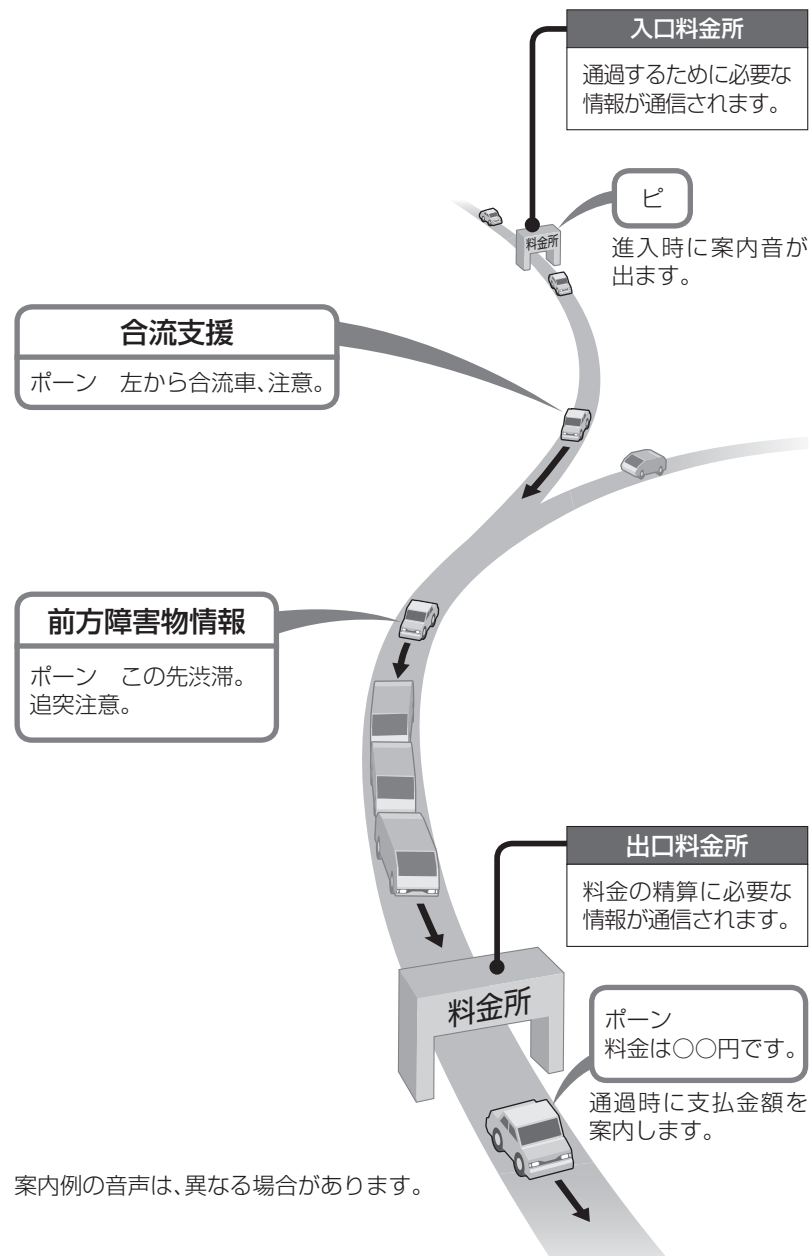 入口料金所
通過するために必要な
情報が通信されます。
ピ
料金所
進入時に案内音が
出ます。
合流支援
ポーン　左から合流車、注意。
前方障害物情報
ポーン　この先渋滞。
追突注意。
出口料金所
料金の精算に必要な
情報が通信されます。
料金所
ポーン
料金は○○円です。
通過時に支払金額を
案内します。
案内例の音声は、異なる場合があります。